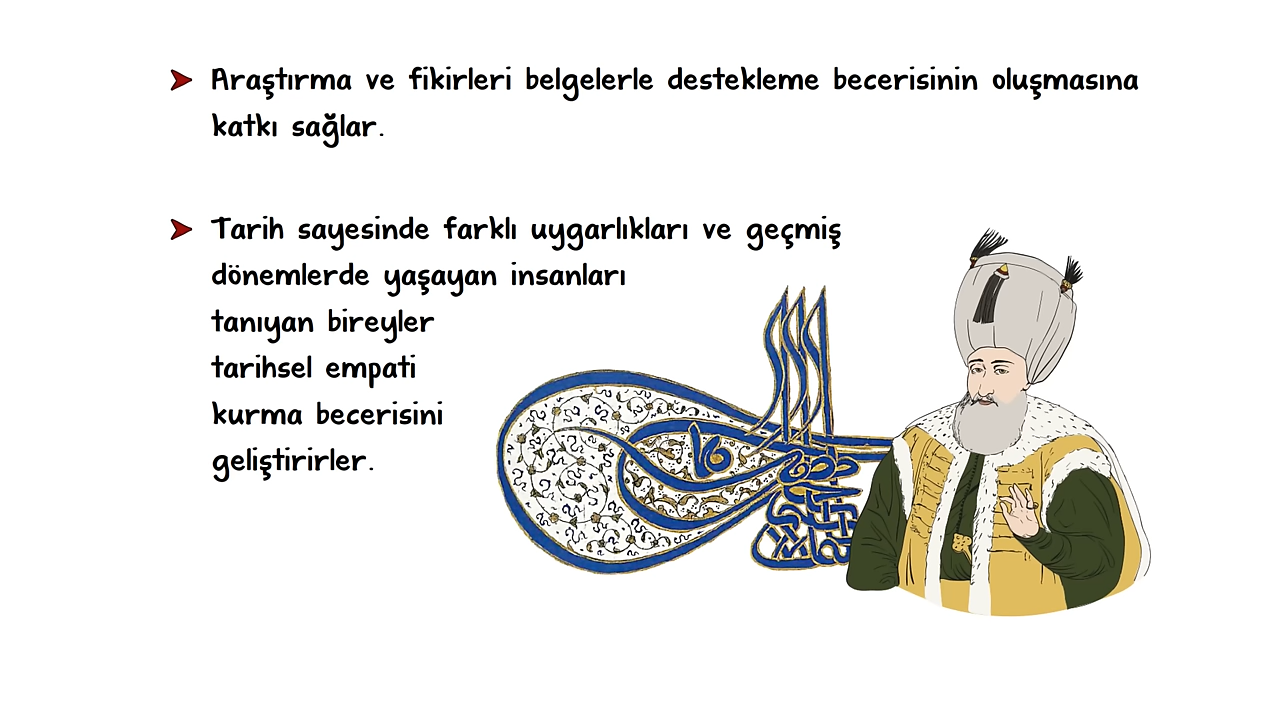 Araştırma ve fikirleri belgelerle destekleme becerisinin oluşmasına
katkı sağlar.
Tarih sayesinde farklı uygarlıkları ve geçmiş
dönemlerde yaşayan insanları
tanıyan bireyler
tarihsel empati
kurma becerisini
geliştirirler.